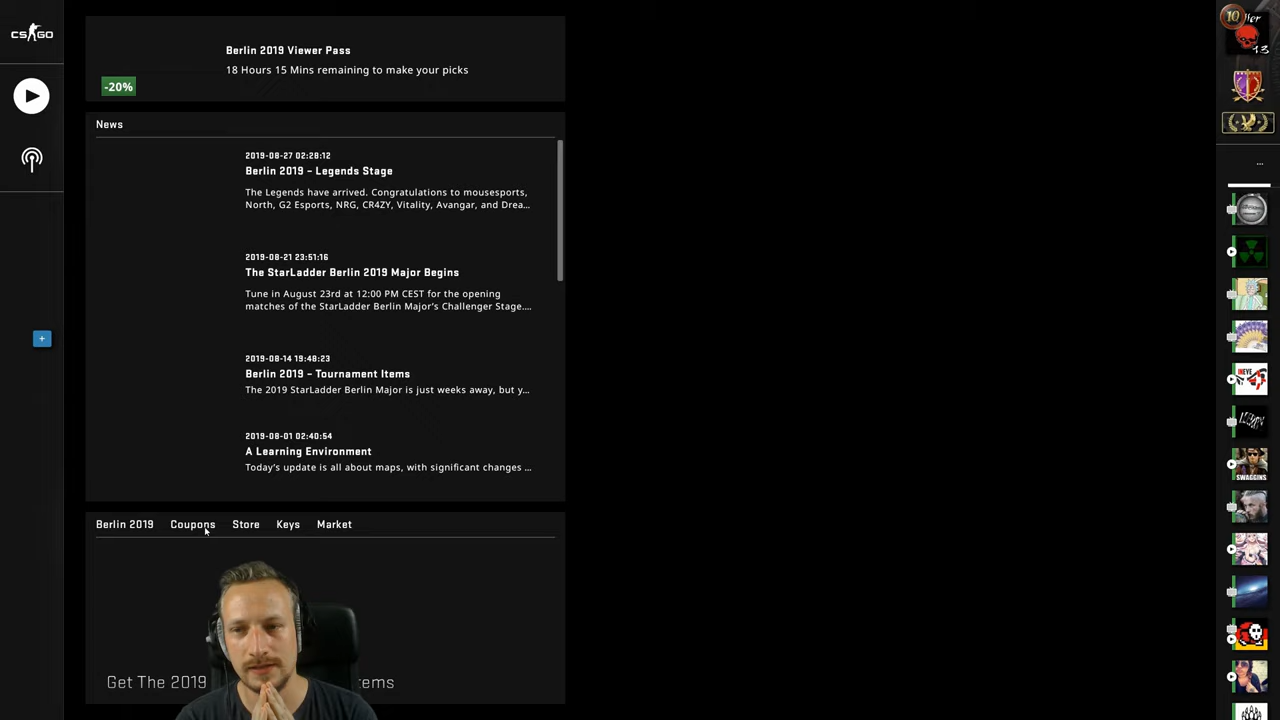 CS GO
Berlin 2019 Viewer Pass
18 Hours 15 Mins remaining to make your picks
-20%
News
2019-08-27 02:28:12
Berlin 2019 – Legends Stage
The Legends have arrived. Congratulations to mousesports,
North, G2 Esports, NRG, CR4ZY, Vitality, Avangar, and Drea...
2019-08-21 23:51:16
The StarLadder Berlin 2019 Major Begins
Tune in August 23rd at 12:00 PM CEST for the opening
matches of the StarLadder Berlin Major's Challenger Stage....
2019-08-14 19:48:23
Berlin 2019 – Tournament Items
The 2019 StarLadder Berlin Major is just weeks away, but y...
2019-08-01 02:40:54
A Learning Environment
Today's update is all about maps, with significant changes ...
+
Berlin 2019 Coupons Store Keys Market
Get The 2019
10
13
...
SWAGGINS